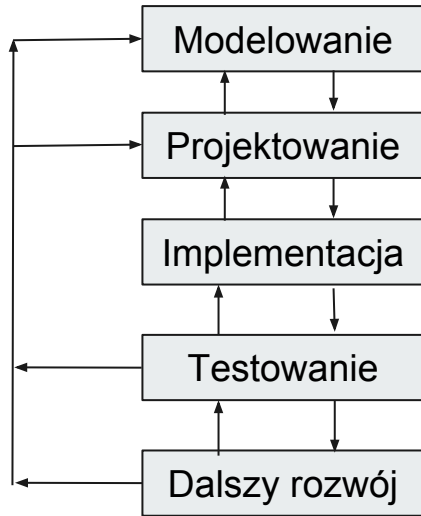 Modelowanie
Projektowanie
Implementacja
Testowanie
Dalszy rozwój